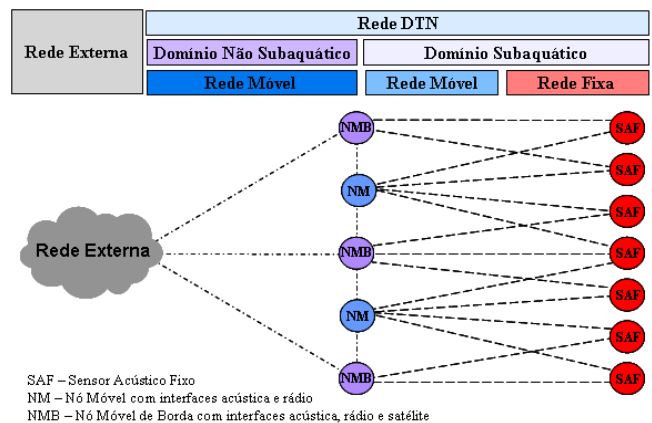 Rede DTN
Rede Externa
Domínio Não Subaquático
Domínio Subaquático
Rede Móvel
Rede Móvel
Rede Fixa
NMB
SAF
SAF
NM
SAF
Rede Externa
NMB
SAF
SAF
NM
SAF
NMB
SAF
SAF – Sensor Acústico Fixo
NM – Nó Móvel com interfaces acústica e rádio
NMB – Nó Móvel de Borda com interfaces acústica, rádio e satélite